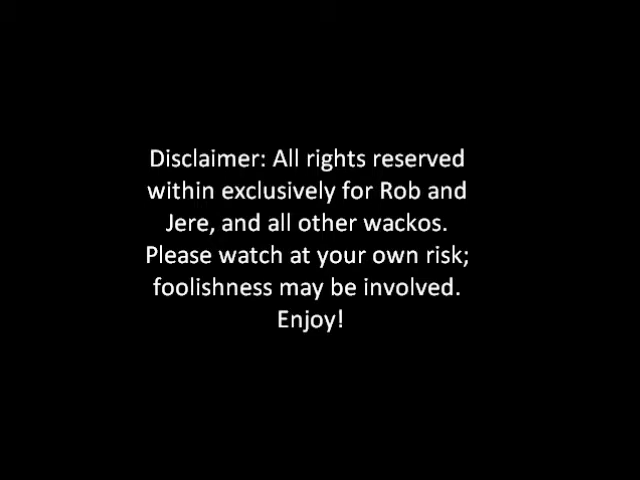 Disclaimer: All rights reserved
within exclusively for Rob and
Jere, and all other wackos.
Please watch at your own risk;
foolishness may be involved.
Enjoy!